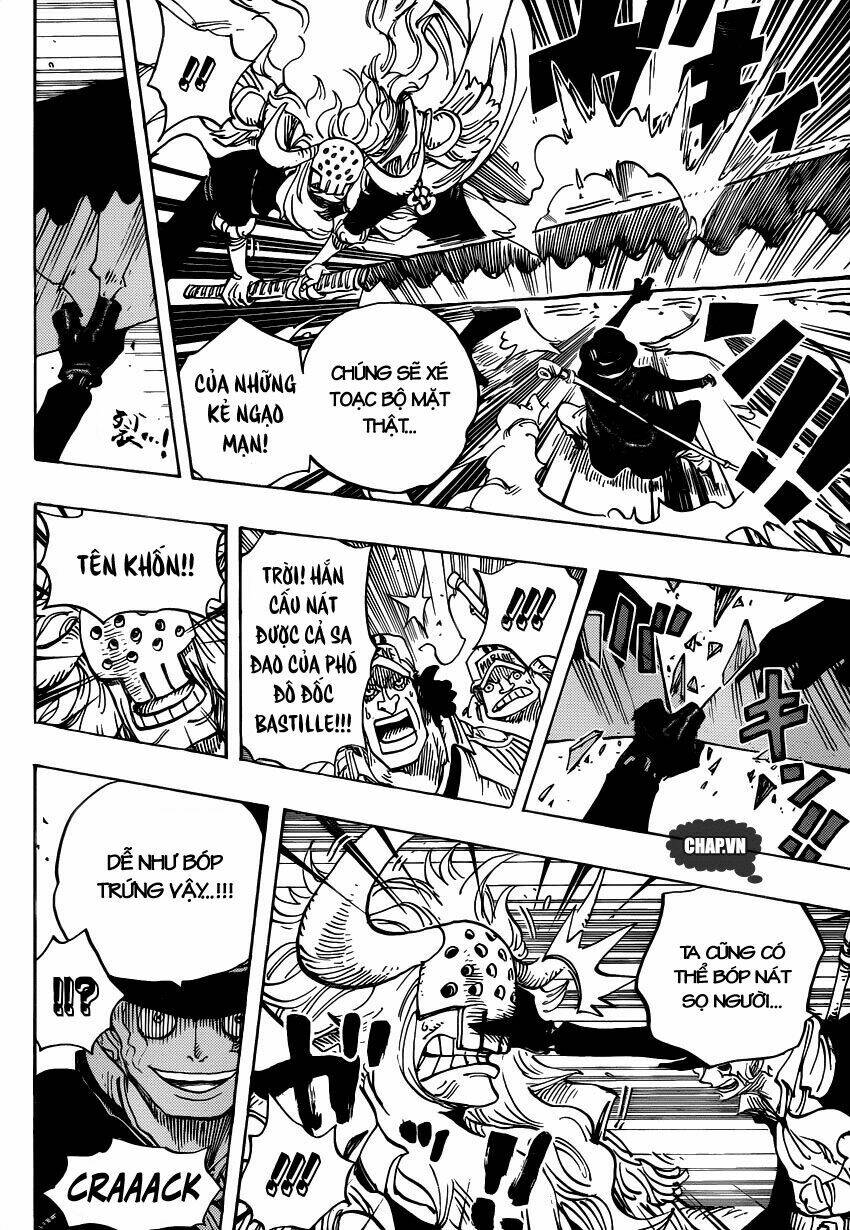 !!!
CHÚNG SẼ XÉ
TOẠC BỘ MẶT
THẬT...
CỦA NHỮNG
KẺ NGẠO
MẠN!
TÊN KHỐN!!
TRỜI! HẮN
CẤU NÁT
ĐƯỢC CẢ SA
ĐAO CỦA PHÓ
ĐÔ ĐỐC
BASTILLE!!!
!!!
CHAP.VN
TA CŨNG CÓ
THỂ BÓP NÁT
SỌ NGƯỜI...
!!!
DỄ NHƯ BÓP
TRỨNG VẬY...!!!
!!?
CRAAACK